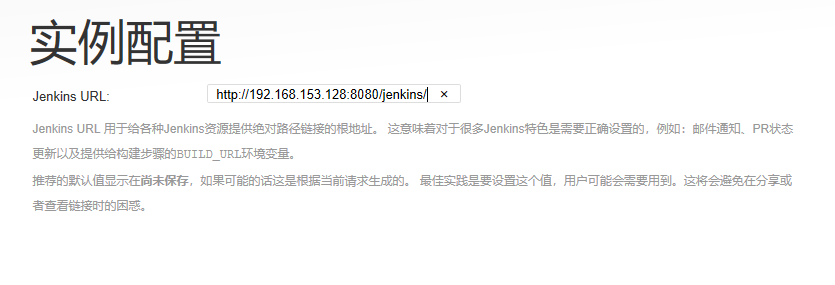 实例配置
Jenkins URL: http://192.168.153.128:8080/jenkins/ ×
Jenkins URL 用于给各种Jenkins资源提供绝对路径链接的根地址。 这意味着对于很多Jenkins特色是需要正确设置的，例如：邮件通知、PR状态
更新以及提供给构建步骤的BUILD_URL环境变量。
推荐的默认值显示在尚未保存，如果可能的话这是根据当前请求生成的。 最佳实践是要设置这个值，用户可能会需要用到。这将会避免在分享或
者查看链接时的困惑。